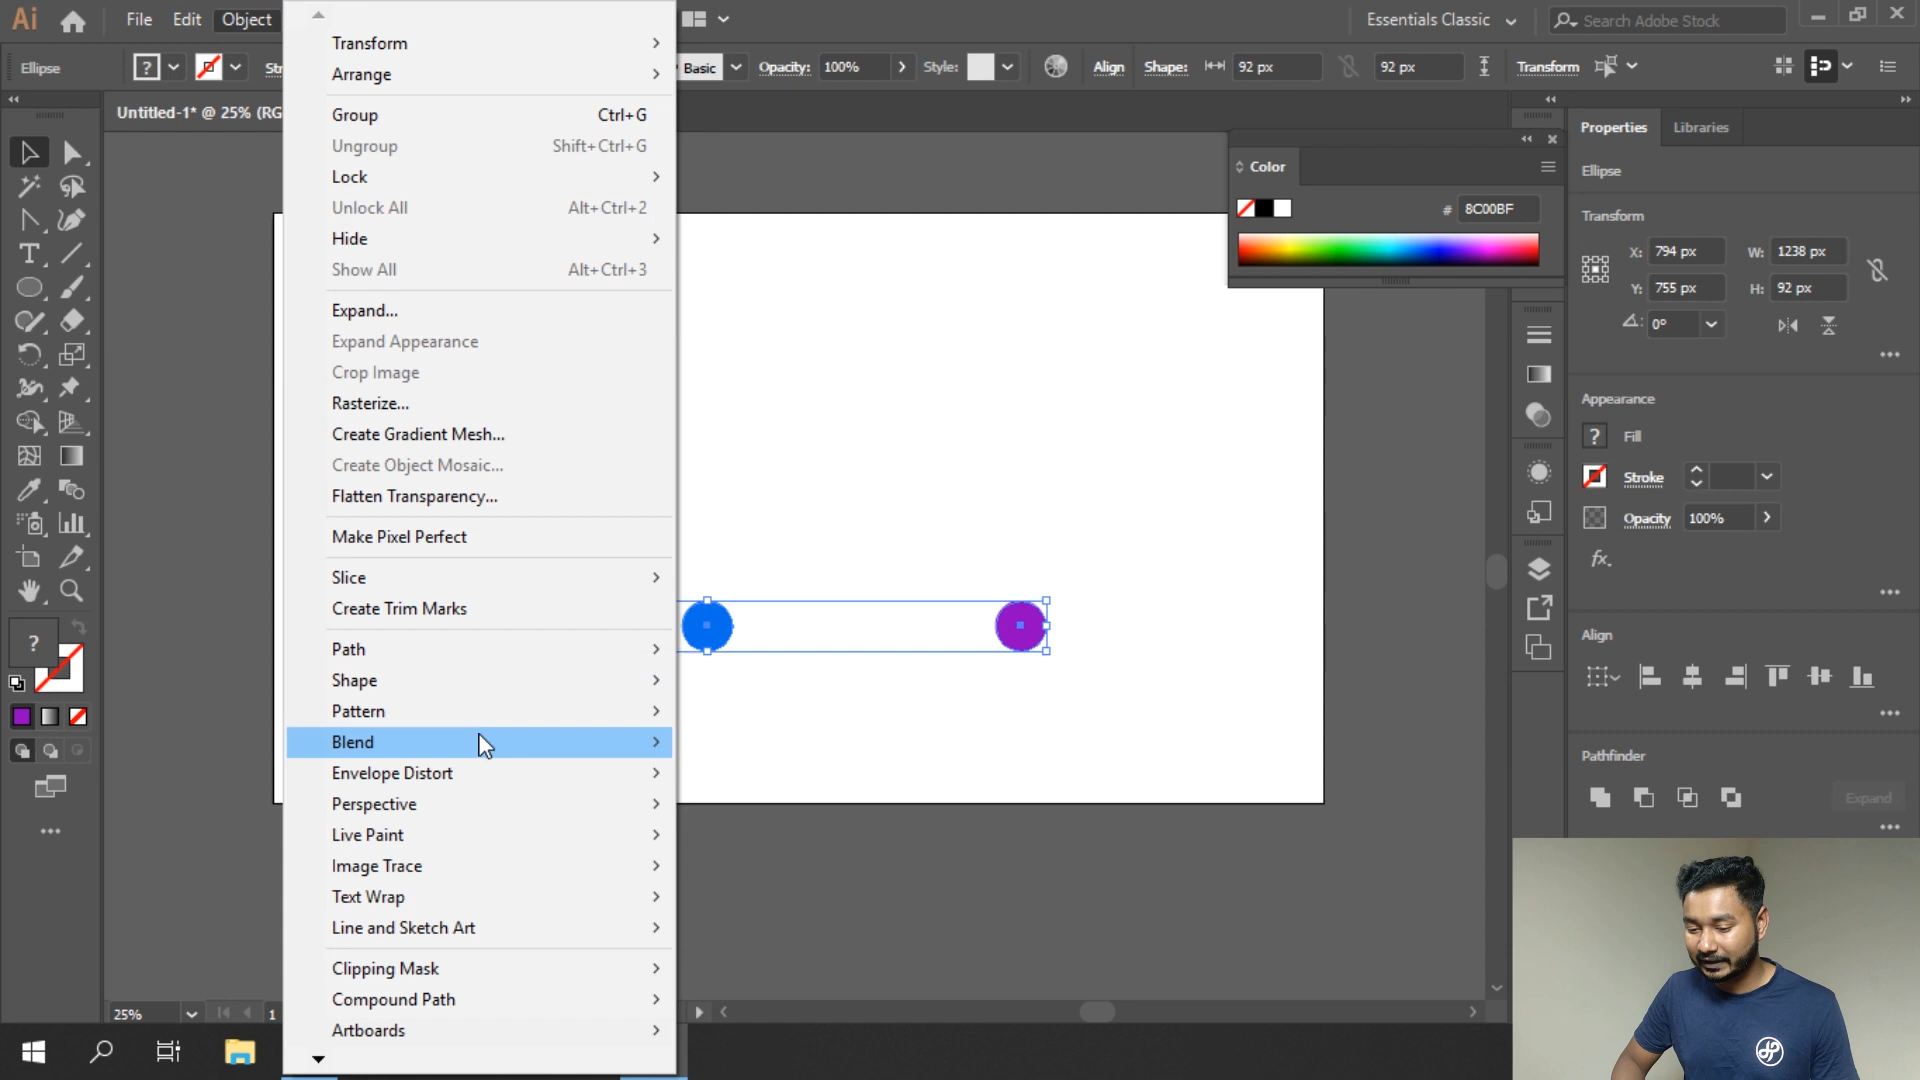 Ai
File
Edit
Object
Essentials Classic
Search Adobe Stock
Ellipse
?
Basic
Opacity:
100%
Style:
Align
Shape:
92 px
92 px
Transform
Untitled-1* @ 25% (RG
Transform
Arrange
Group Ctrl+G
Ungroup Shift+Ctrl+G
Lock
Unlock All Alt+Ctrl+2
Hide
Show All Alt+Ctrl+3
Expand...
Expand Appearance
Crop Image
Rasterize...
Create Gradient Mesh...
Create Object Mosaic...
Flatten Transparency...
Make Pixel Perfect
Slice
Create Trim Marks
Path
Shape
Pattern
Blend
Envelope Distort
Perspective
Live Paint
Image Trace
Text Wrap
Line and Sketch Art
Clipping Mask
Compound Path
Artboards
?
25%
1
Color
# 8C00BF
Properties
Libraries
Ellipse
Transform
X: 794 px
W: 1238 px
Y: 755 px
H: 92 px
0°
Appearance
? Fill
Stroke
Opacity 100%
fx.
Align
Pathfinder
Expand